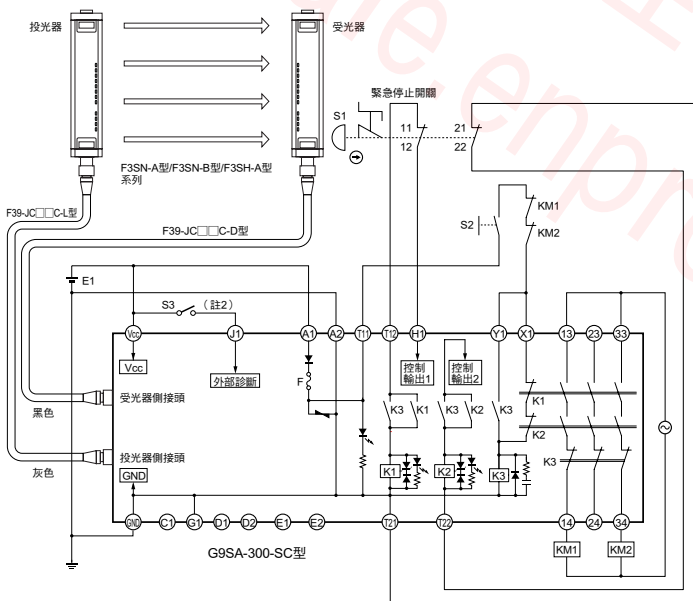 投光器
受光器
緊急停止開關
S1
11
12
21
22
F3SN-A型/F3SN-B型/F3SH-A型
系列
F39-JC□□C-L型
F39-JC□□C-D型
S2
KM1
KM2
E1
S3
（註2）
Vcc
J1
A1
A2
T11
T12
H1
Y1
X1
13
23
33
Vcc
外部診斷
F
控制
輸出1
控制
輸出2
受光器側接頭
黑色
K3
K1
K3
K2
K3
K1
K2
K3
投光器側接頭
灰色
GND
K1
K2
K3
GND
C1
G1
D1
D2
E1
E2
T21
T22
14
24
34
G9SA-300-SC型
KM1
KM2